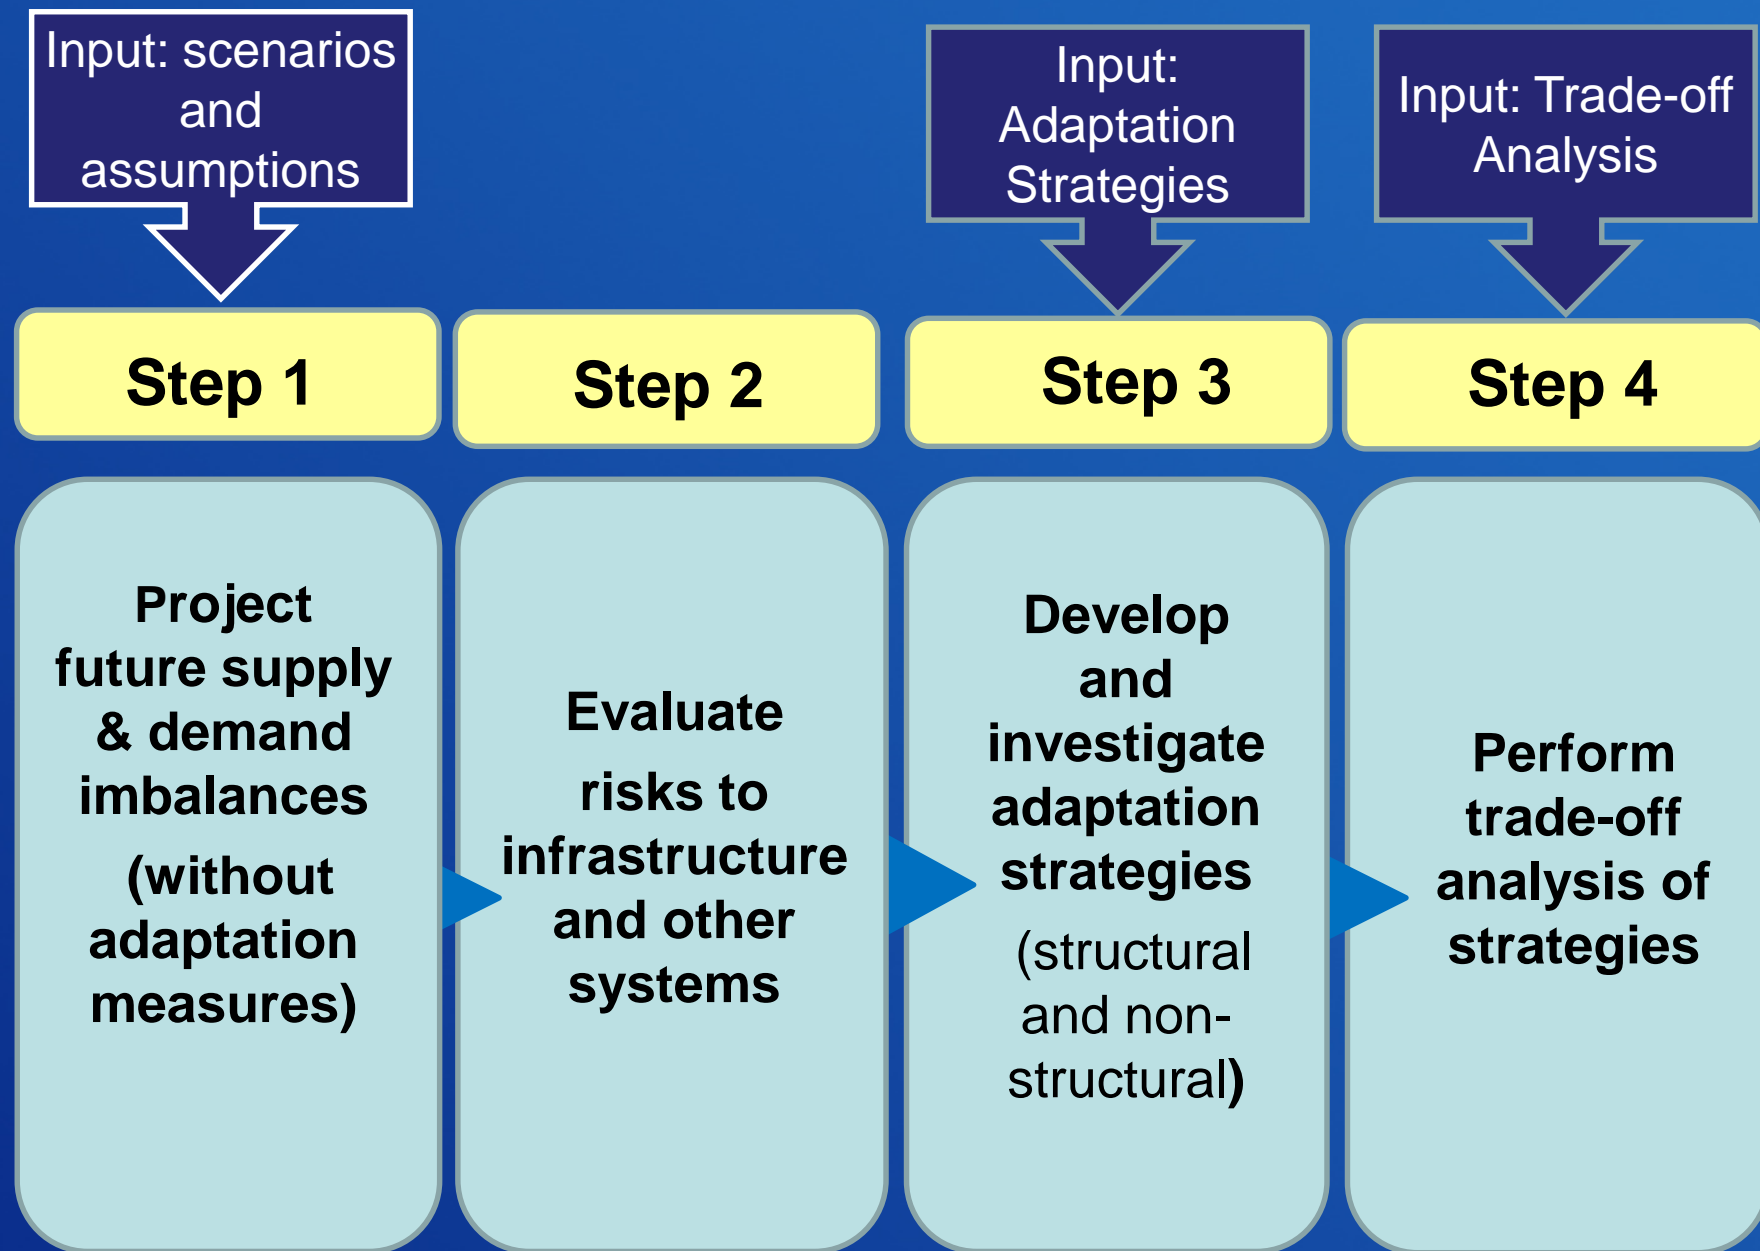 Input: scenarios
and
assumptions
Input:
Adaptation
Strategies
Input: Trade-off
Analysis
Step 1
Step 2
Step 3
Step 4
Project
future supply
& demand
imbalances
(without
adaptation
measures)
Evaluate
risks to
infrastructure
and other
systems
Develop
and
investigate
adaptation
strategies
(structural
and non-
structural)
Perform
trade-off
analysis of
strategies